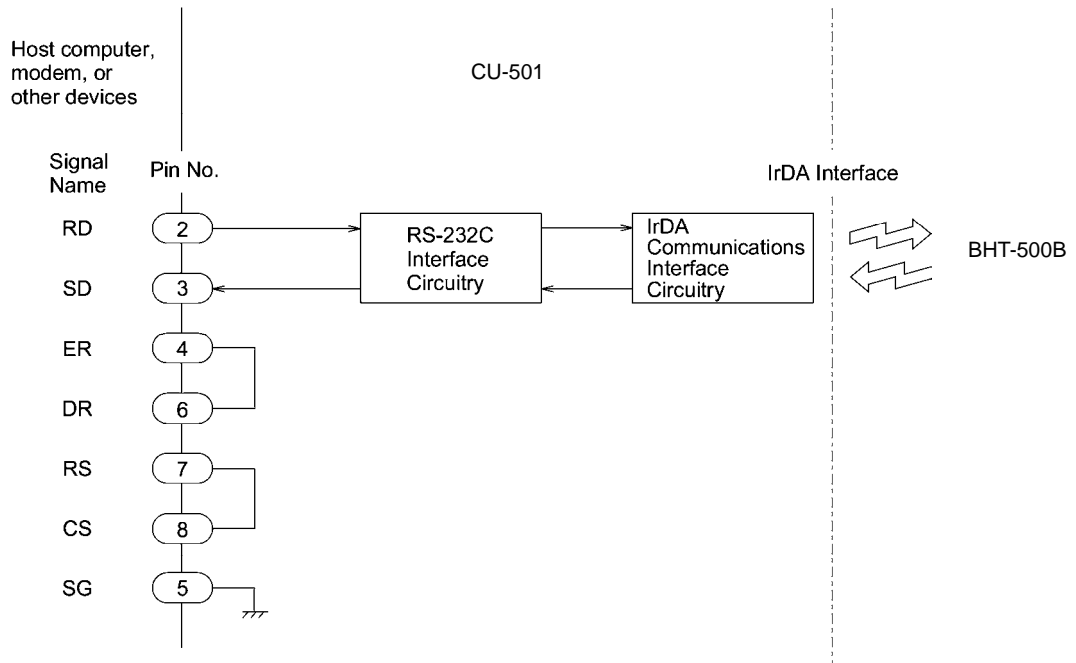 Host computer,
modem, or
other devices
CU-501
Signal
Name
Pin No.
IrDA Interface
RD
2
RS-232C
Interface
Circuitry
IrDA
Communications
Interface
Circuitry
BHT-500B
SD
3
ER
4
DR
6
RS
7
CS
8
SG
5